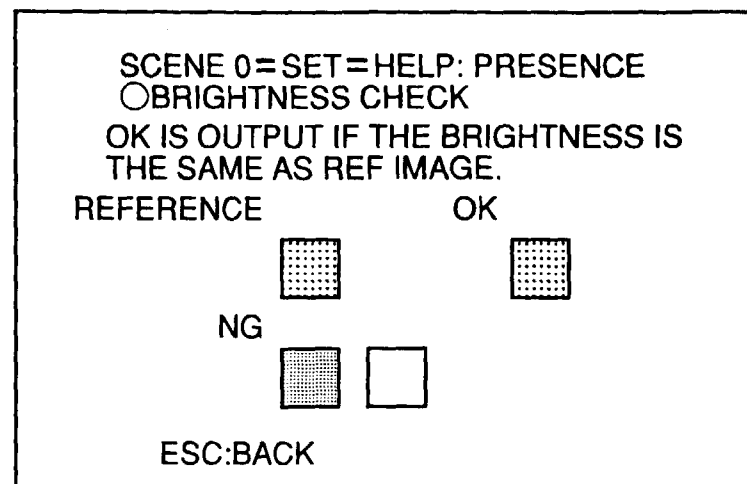 SCENE 0=SET=HELP: PRESENCE
○BRIGHTNESS CHECK
OK IS OUTPUT IF THE BRIGHTNESS IS
THE SAME AS REF IMAGE.
REFERENCE OK
NG
ESC:BACK